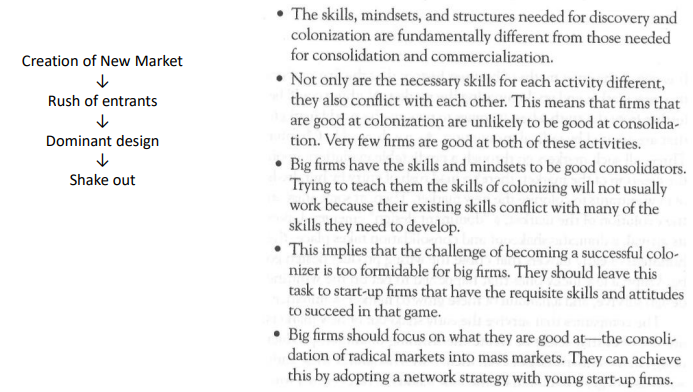 Creation of New Market
↓
Rush of entrants
↓
Dominant design
↓
Shake out
• The skills, mindsets, and structures needed for discovery and
colonization are fundamentally different from those needed
for consolidation and commercialization.
• Not only are the necessary skills for each activity different,
they also conflict with each other. This means that firms that
are good at colonization are unlikely to be good at consolida-
tion. Very few firms are good at both of these activities.
• Big firms have the skills and mindsets to be good consolidators.
Trying to teach them the skills of colonizing will not usually
work because their existing skills conflict with many of the
skills they need to develop.
• This implies that the challenge of becoming a successful colo-
nizer is too formidable for big firms. They should leave this
task to start-up firms that have the requisite skills and attitudes
to succeed in that game.
• Big firms should focus on what they are good at—the consoli-
dation of radical markets into mass markets. They can achieve
this by adopting a network strategy with young start-up firms.